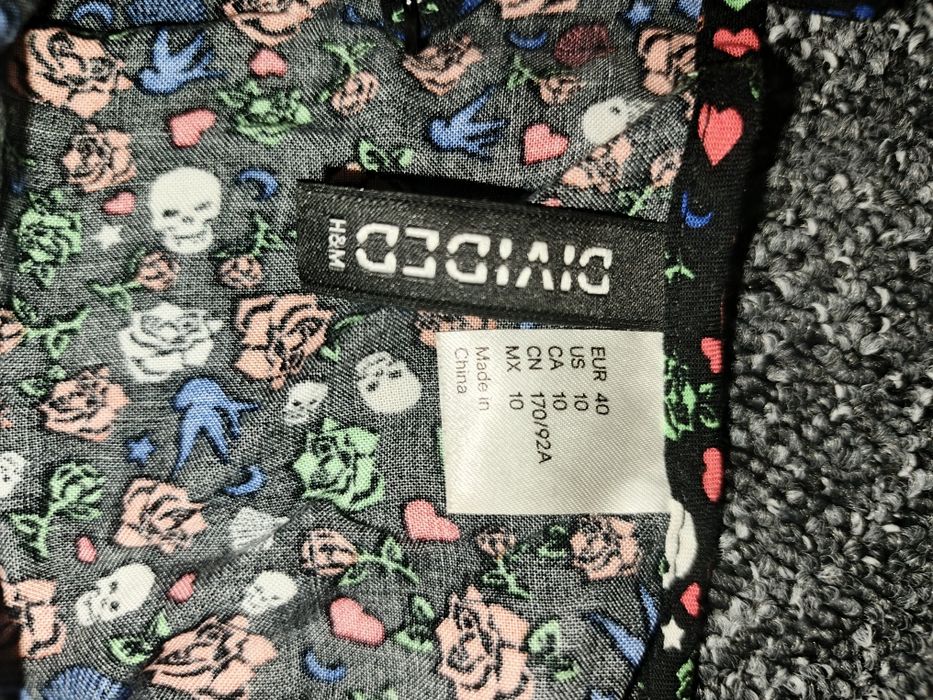 DIVIDED
H&M
EUR 40
US 10
CA 10
CN 170/92A
MX 10
Made in
China